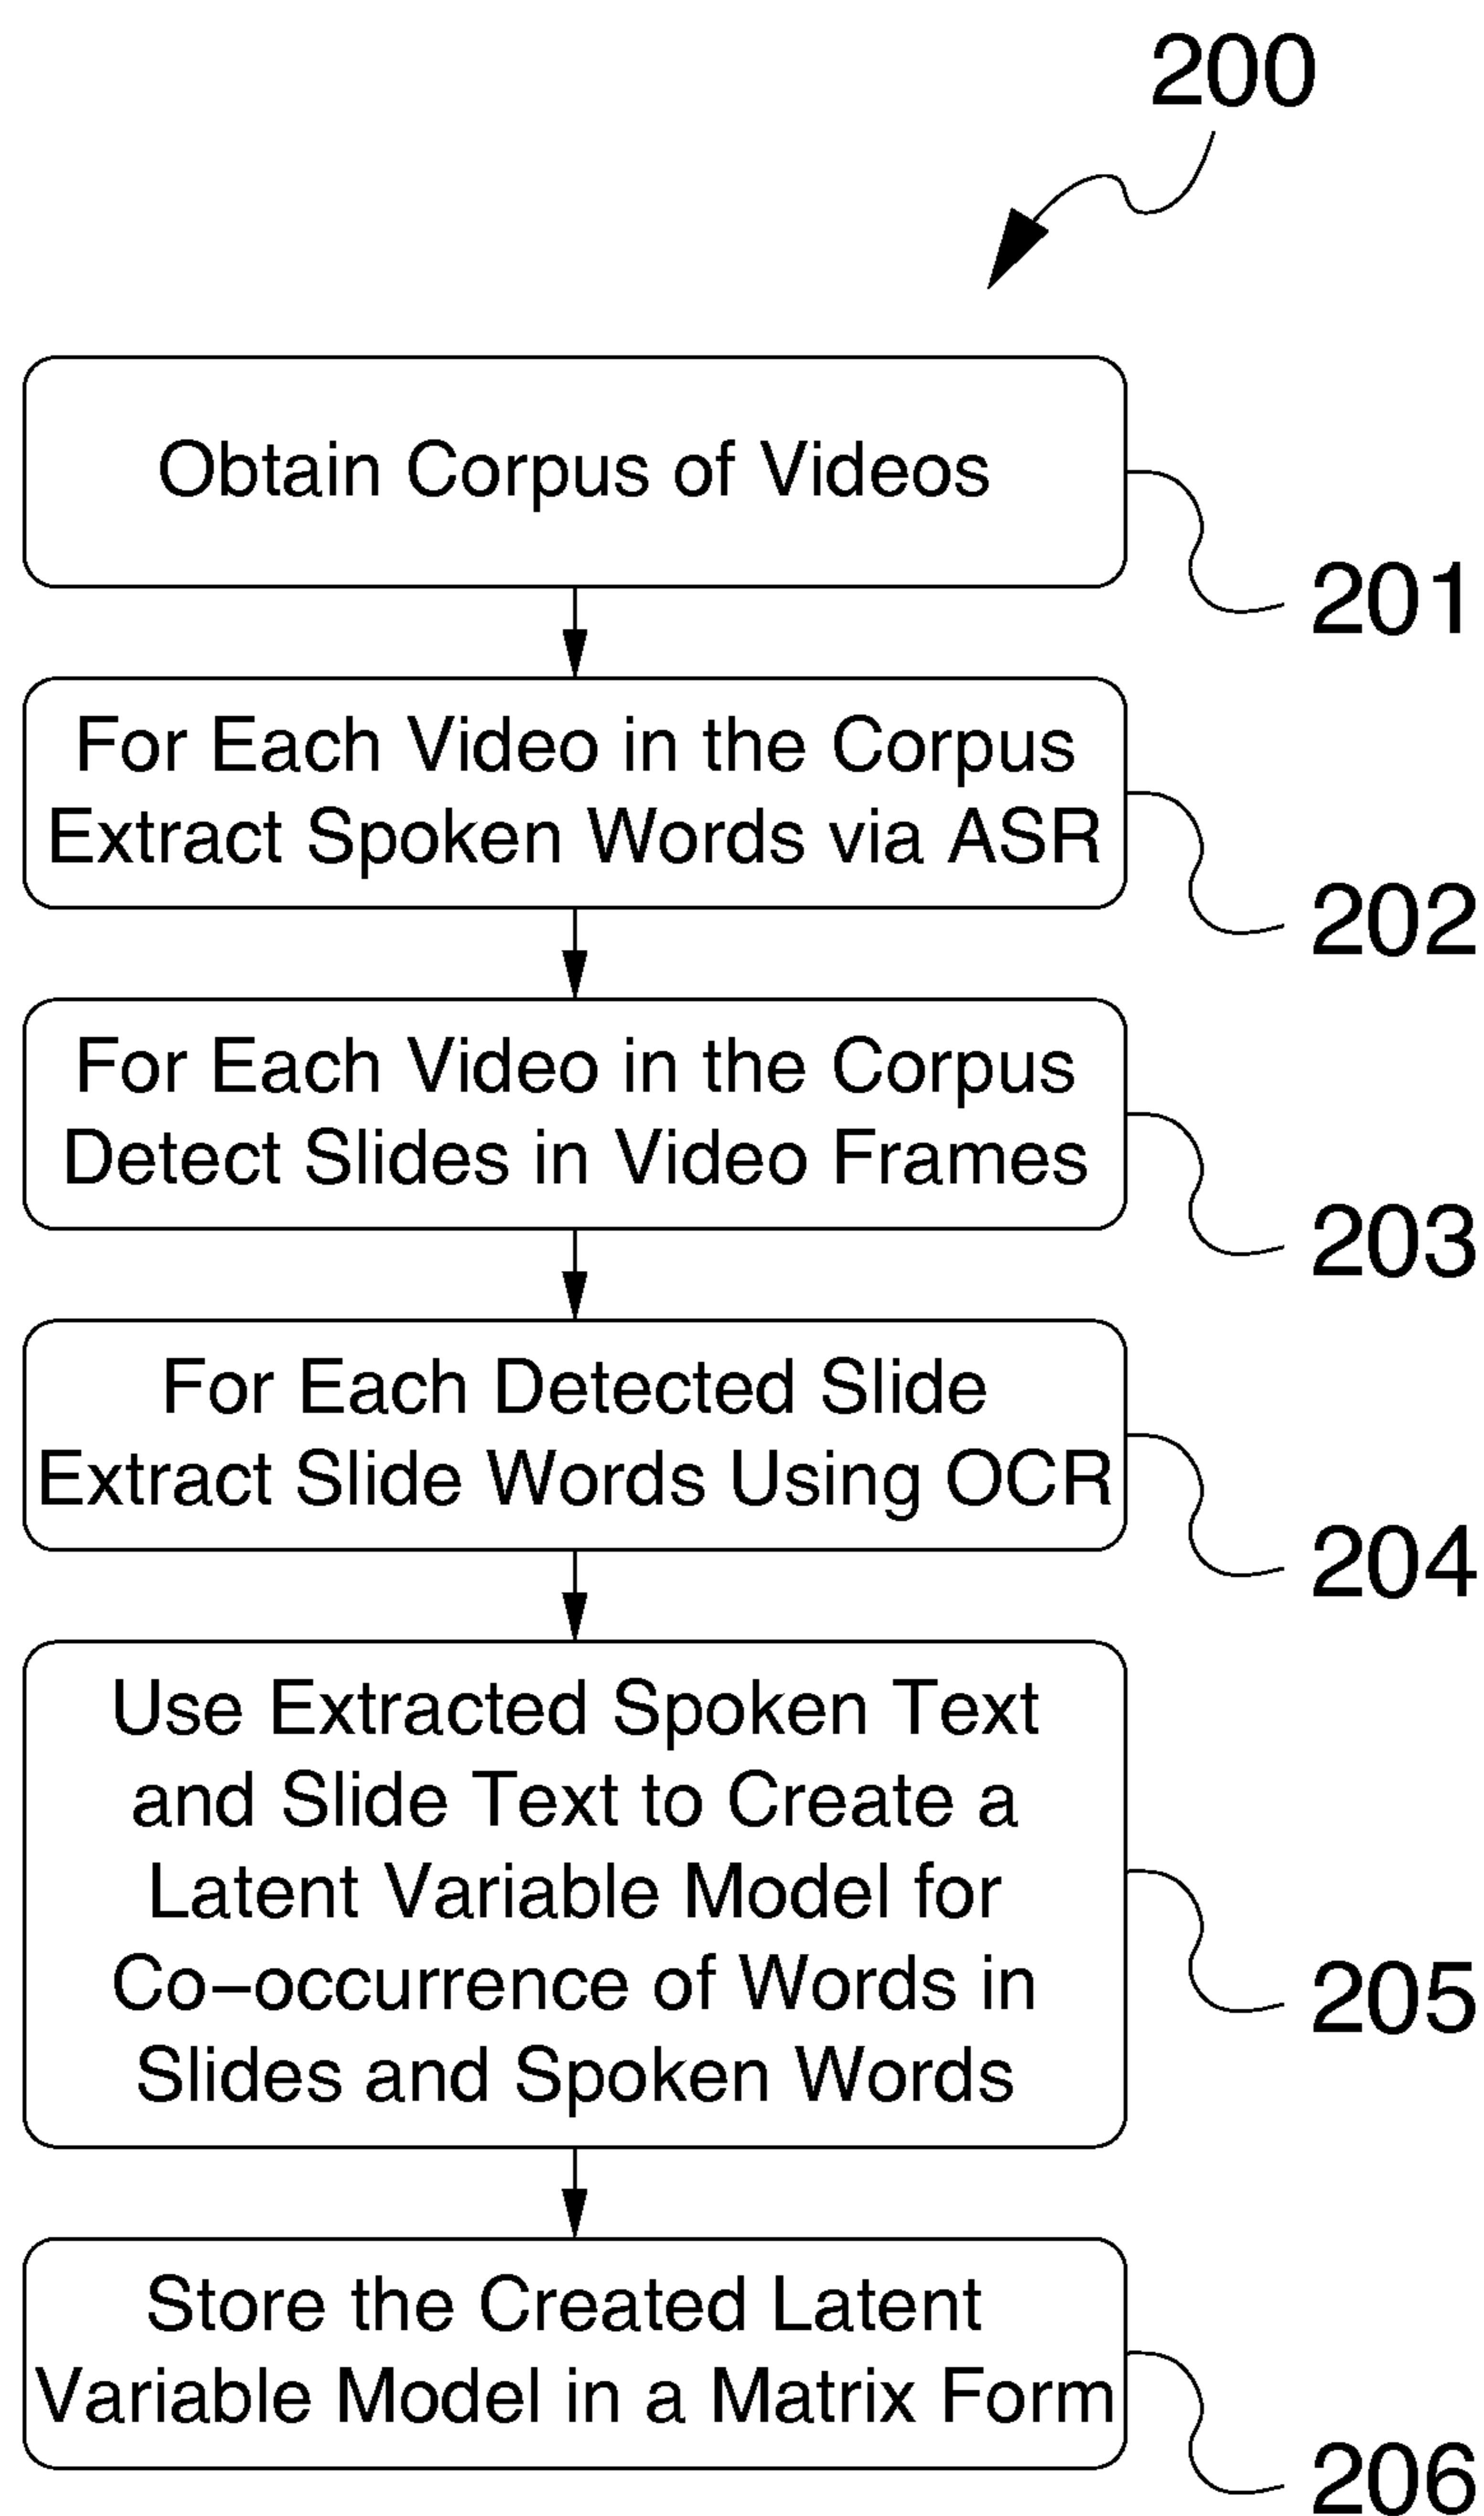 200
Obtain Corpus of Videos
201
For Each Video in the Corpus
Extract Spoken Words via ASR
202
For Each Video in the Corpus
Detect Slides in Video Frames
203
For Each Detected Slide
Extract Slide Words Using OCR
204
Use Extracted Spoken Text
and Slide Text to Create a
Latent Variable Model for
Co-occurrence of Words in
Slides and Spoken Words
205
Store the Created Latent
Variable Model in a Matrix Form
206